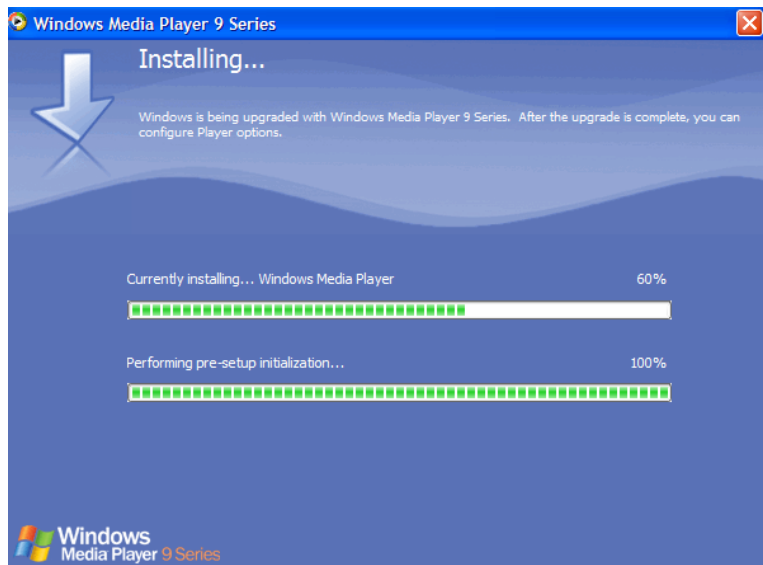 Windows Media Player 9 Series
Installing...
Windows is being upgraded with Windows Media Player 9 Series.  After the upgrade is complete, you can
configure Player options.
Currently installing... Windows Media Player 60%
Performing pre-setup initialization... 100%
Windows
Media Player 9 Series